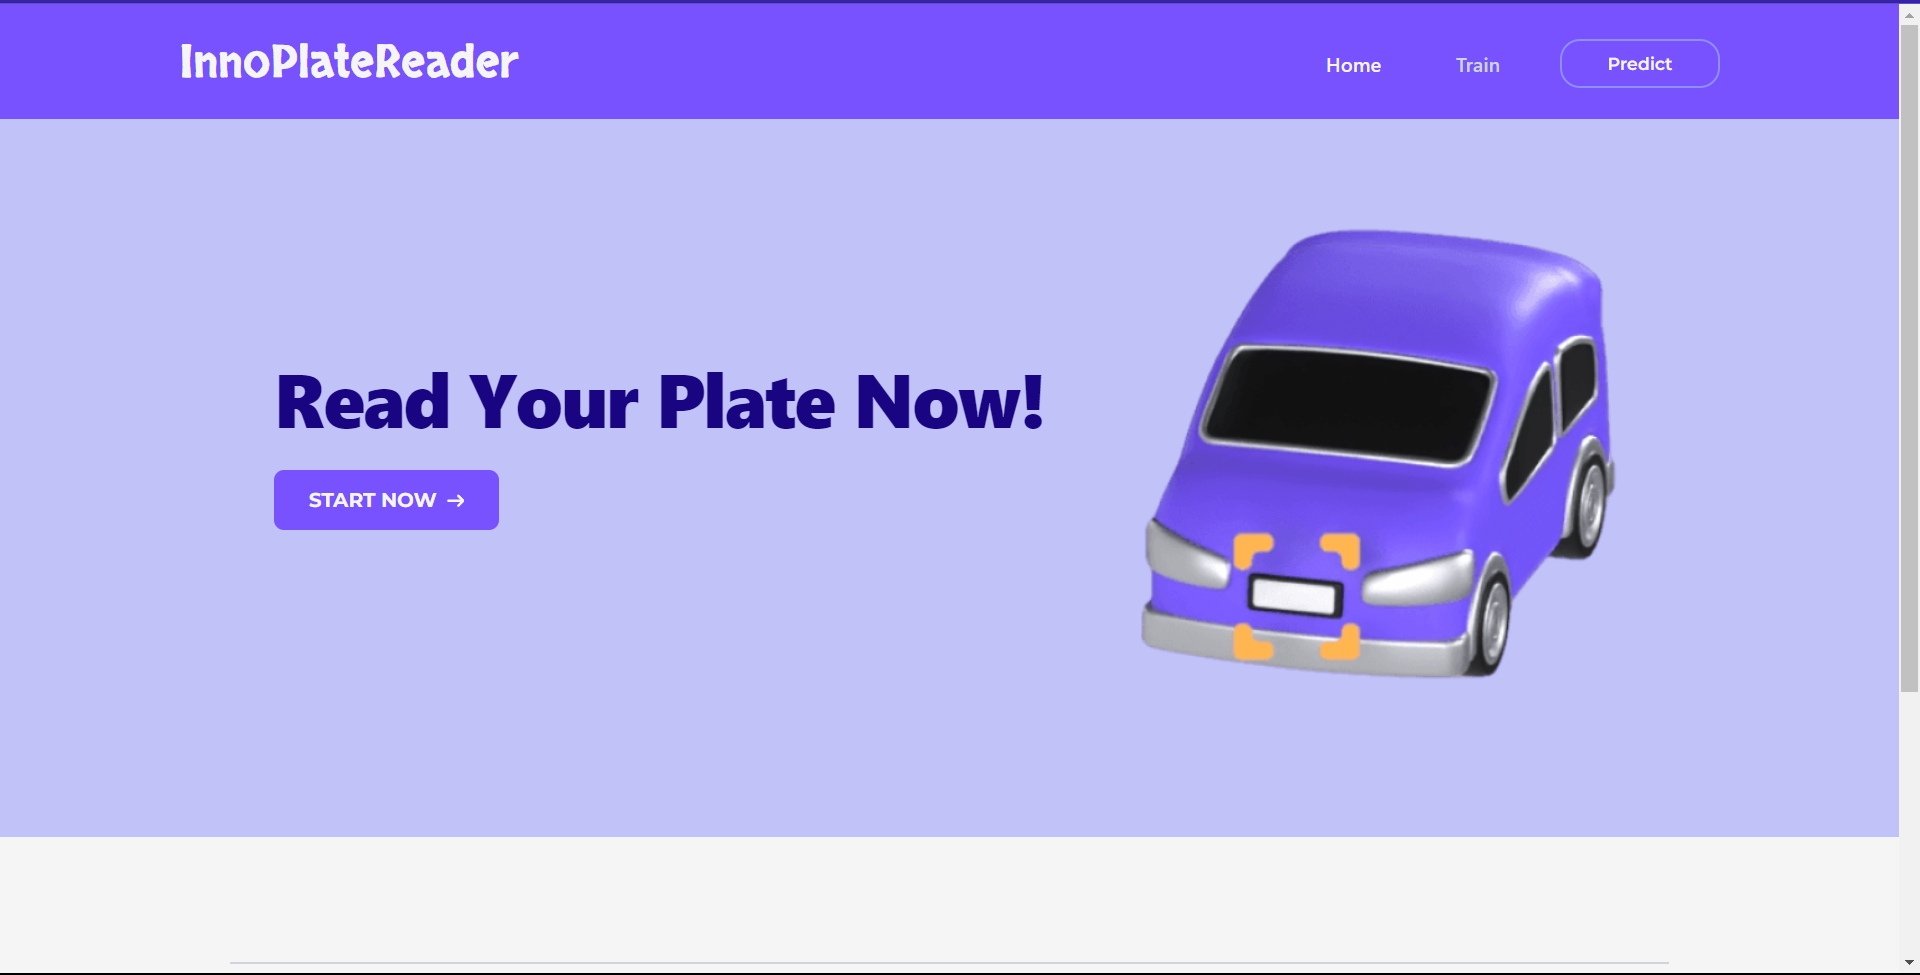 InnoPlateReader
Home
Train
Predict
Read Your Plate Now!
START NOW →